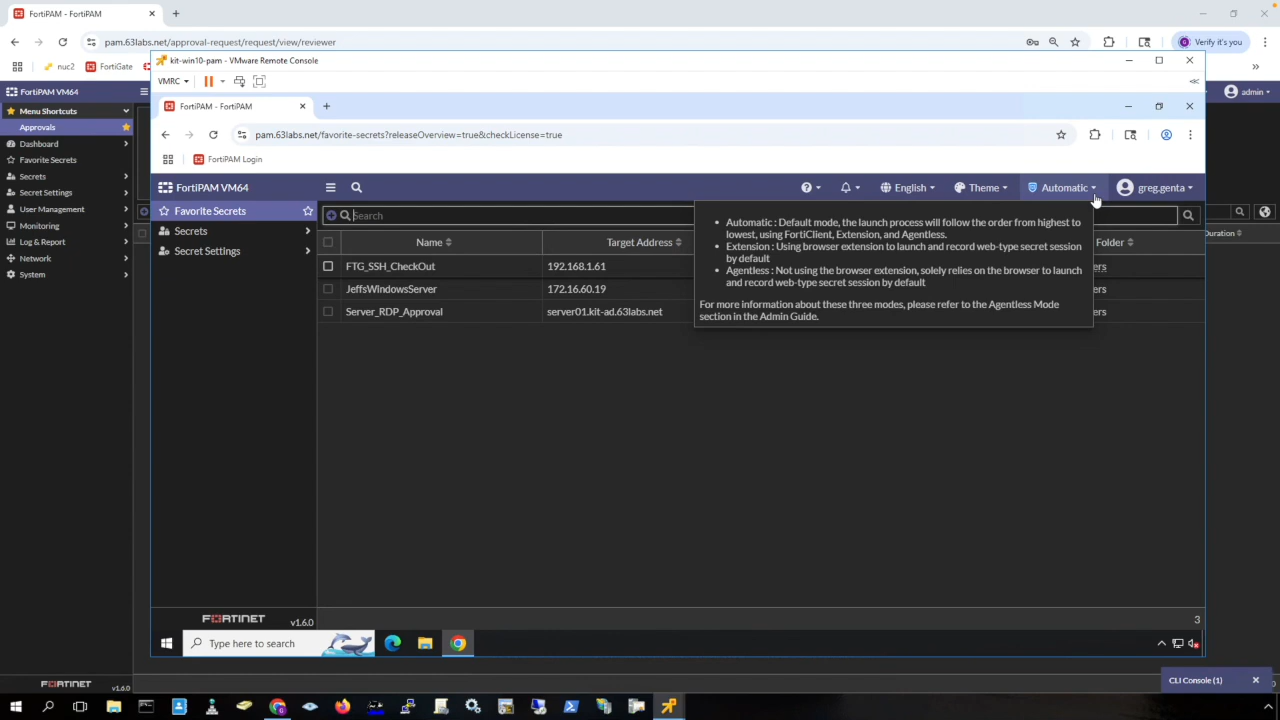 FortiPAM - FortiPAM
pam.63labs.net/approval-request/request/view/reviewer
Verify it's you
nuc2
FortiGate
kit-win10-pam - VMware Remote Console
VMRC
FortiPAM VM64
admin
Menu Shortcuts
Approvals
Dashboard
Favorite Secrets
Secrets
Secret Settings
User Management
Monitoring
Log & Report
Network
System
Duration
FortiPAM - FortiPAM
pam.63labs.net/favorite-secrets?releaseOverview=true&checkLicense=true
FortiPAM Login
FortiPAM VM64
English
Theme
Automatic
greg.genta
Favorite Secrets
Secrets
Secret Settings
Search
Name
Target Address
Folder
FTG_SSH_CheckOut
192.168.1.61
ers
JeffsWindowsServer
172.16.60.19
ers
Server_RDP_Approval
server01.kit-ad.63labs.net
ers
• Automatic : Default mode, the launch process will follow the order from highest to
lowest, using FortiClient, Extension, and Agentless.
• Extension : Using browser extension to launch and record web-type secret session
by default
• Agentless : Not using the browser extension, solely relies on the browser to launch
and record web-type secret session by default
For more information about these three modes, please refer to the Agentless Mode
section in the Admin Guide.
FORTINET
v1.6.0
3
Type here to search
FORTINET
v1.6.0
CLI Console (1)
0